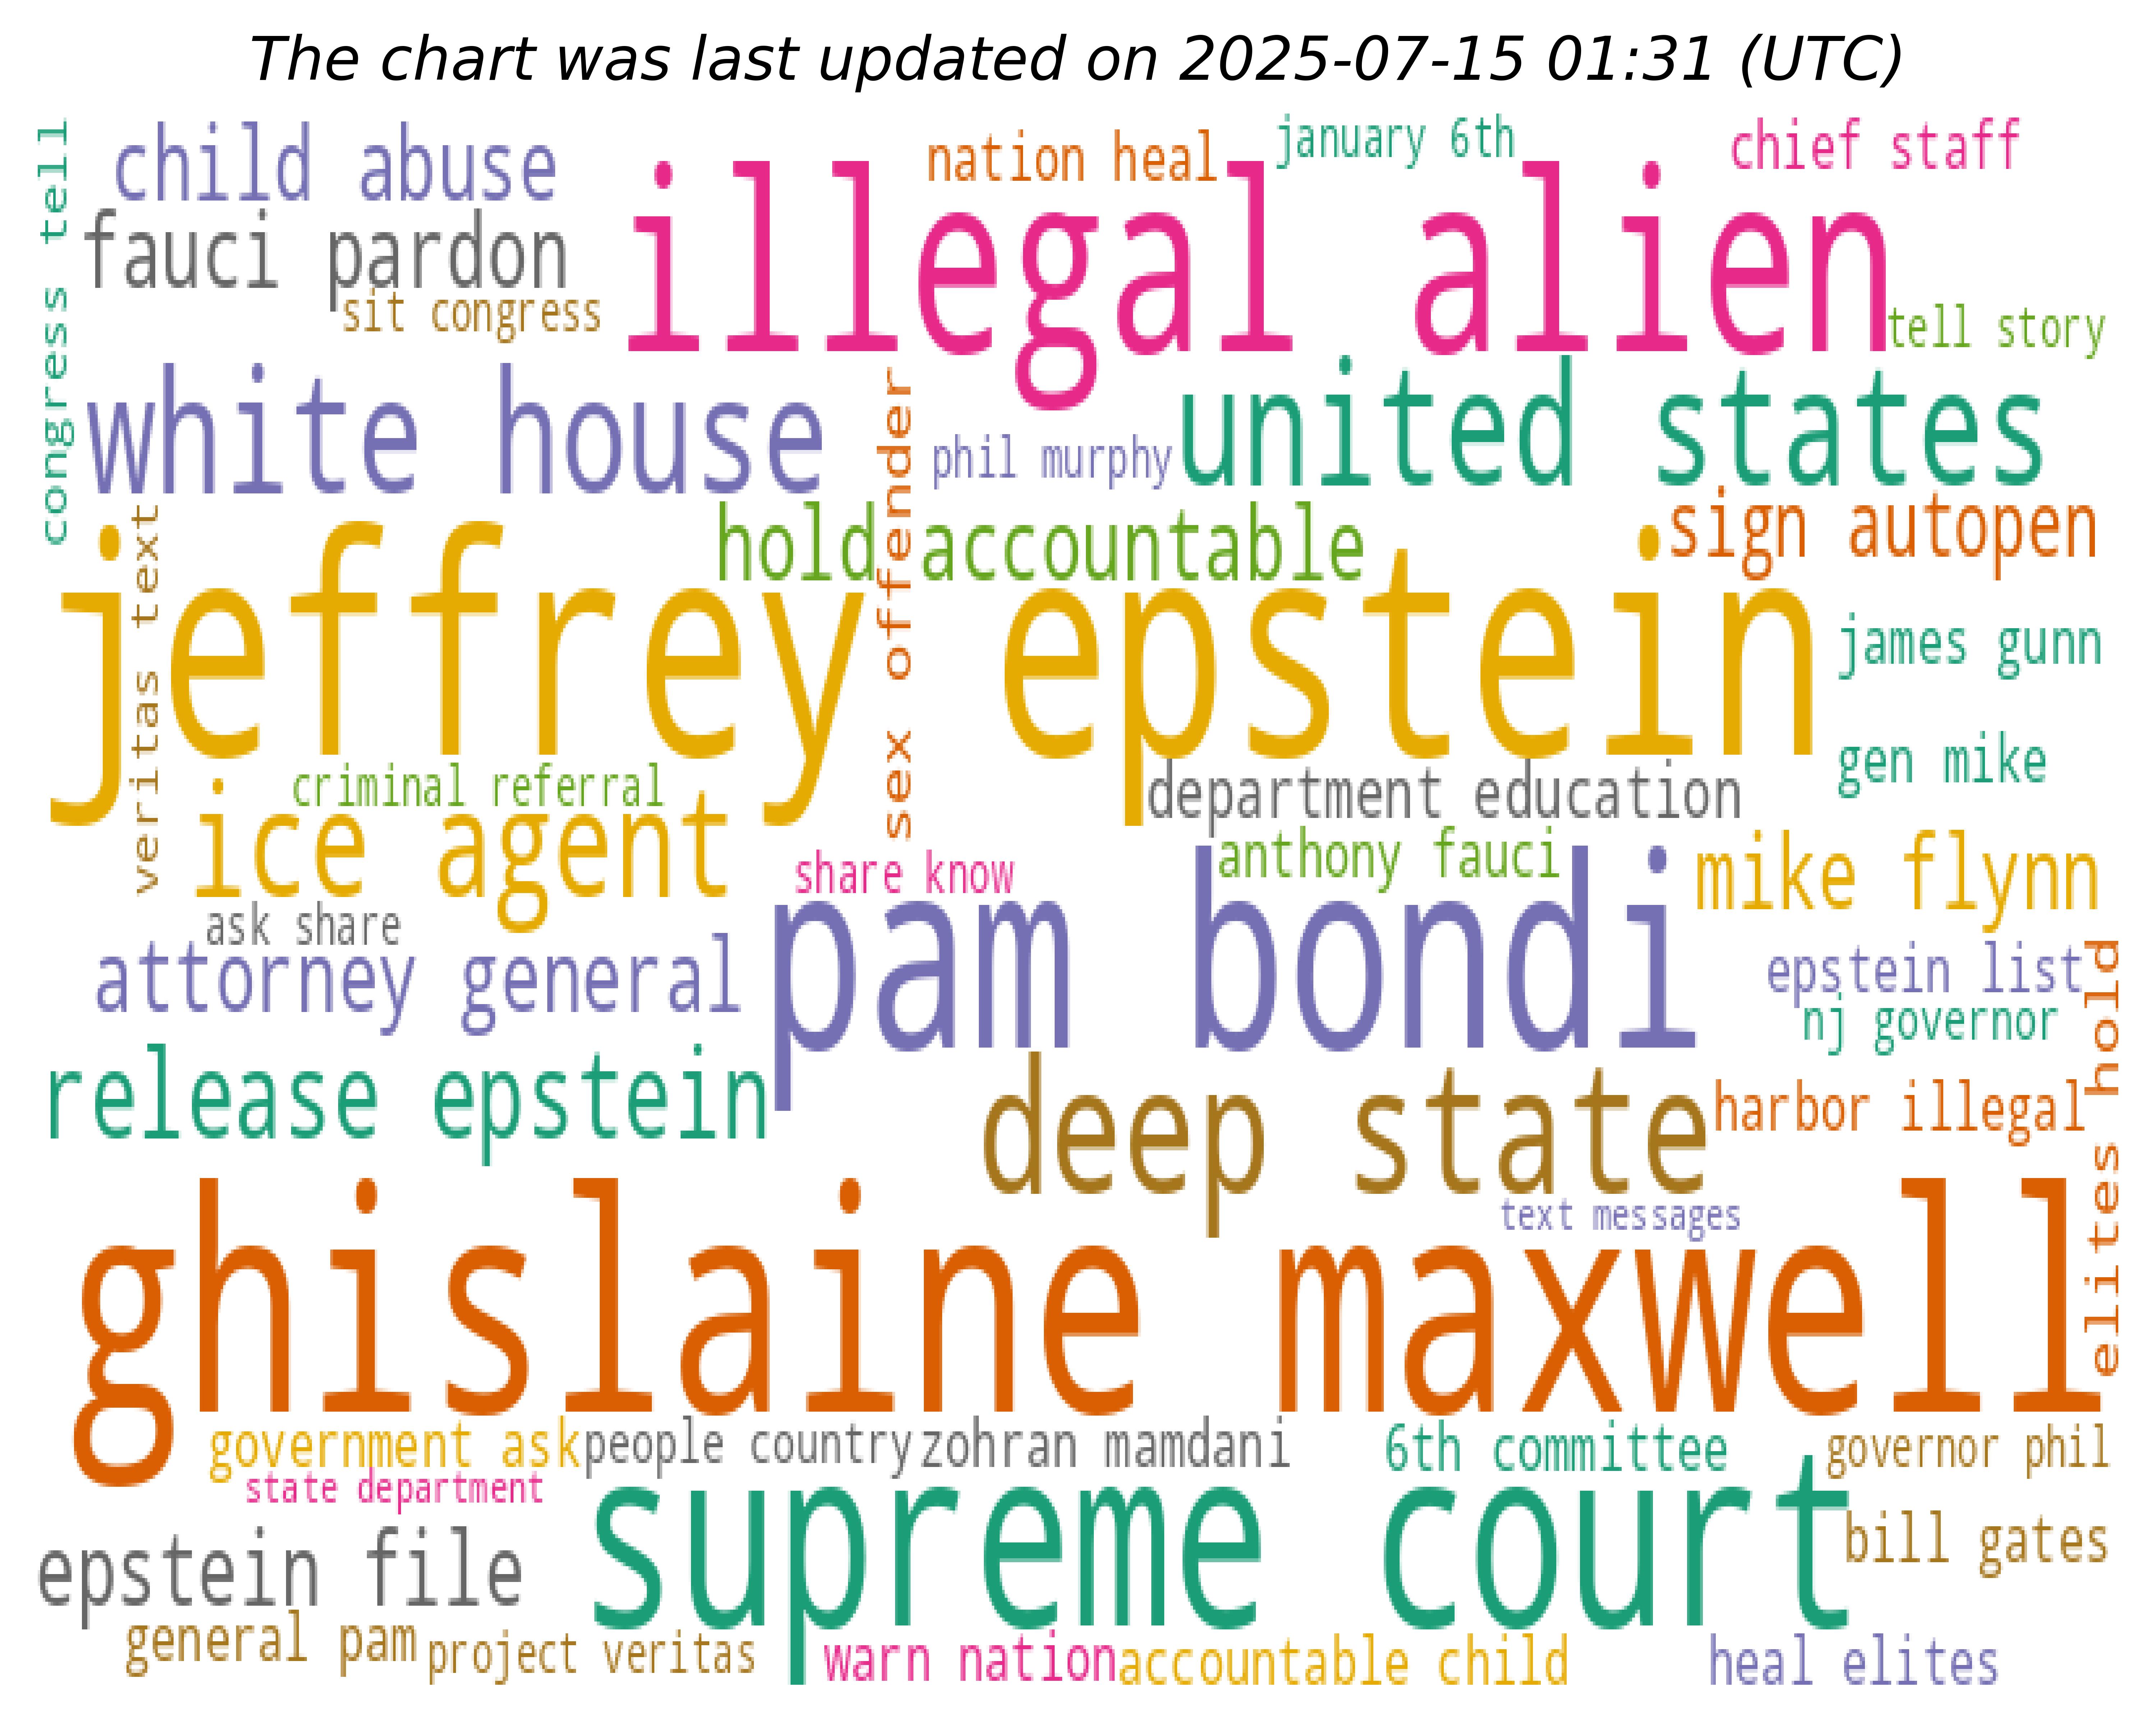 The chart was last updated on 2025-07-15 01:31 (UTC)
congress tell
child abuse
nation heal
january 6th
chief staff
illegal alien
fauci pardon
sit congress
tell story
white house
sex offender
phil murphy
united states
veritas text
hold accountable
sign autopen
jeffrey epstein
james gunn
gen mike
criminal referral
department education
ice agent
share know
anthony fauci
mike flynn
ask share
pam bondi
attorney general
epstein list
elites hold
nj governor
release epstein
deep state
harbor illegal
text messages
ghislaine maxwell
government ask
people country
zohran mamdani
6th committee
governor phil
state department
supreme court
bill gates
epstein file
general pam
project veritas
warn nation
accountable child
heal elites